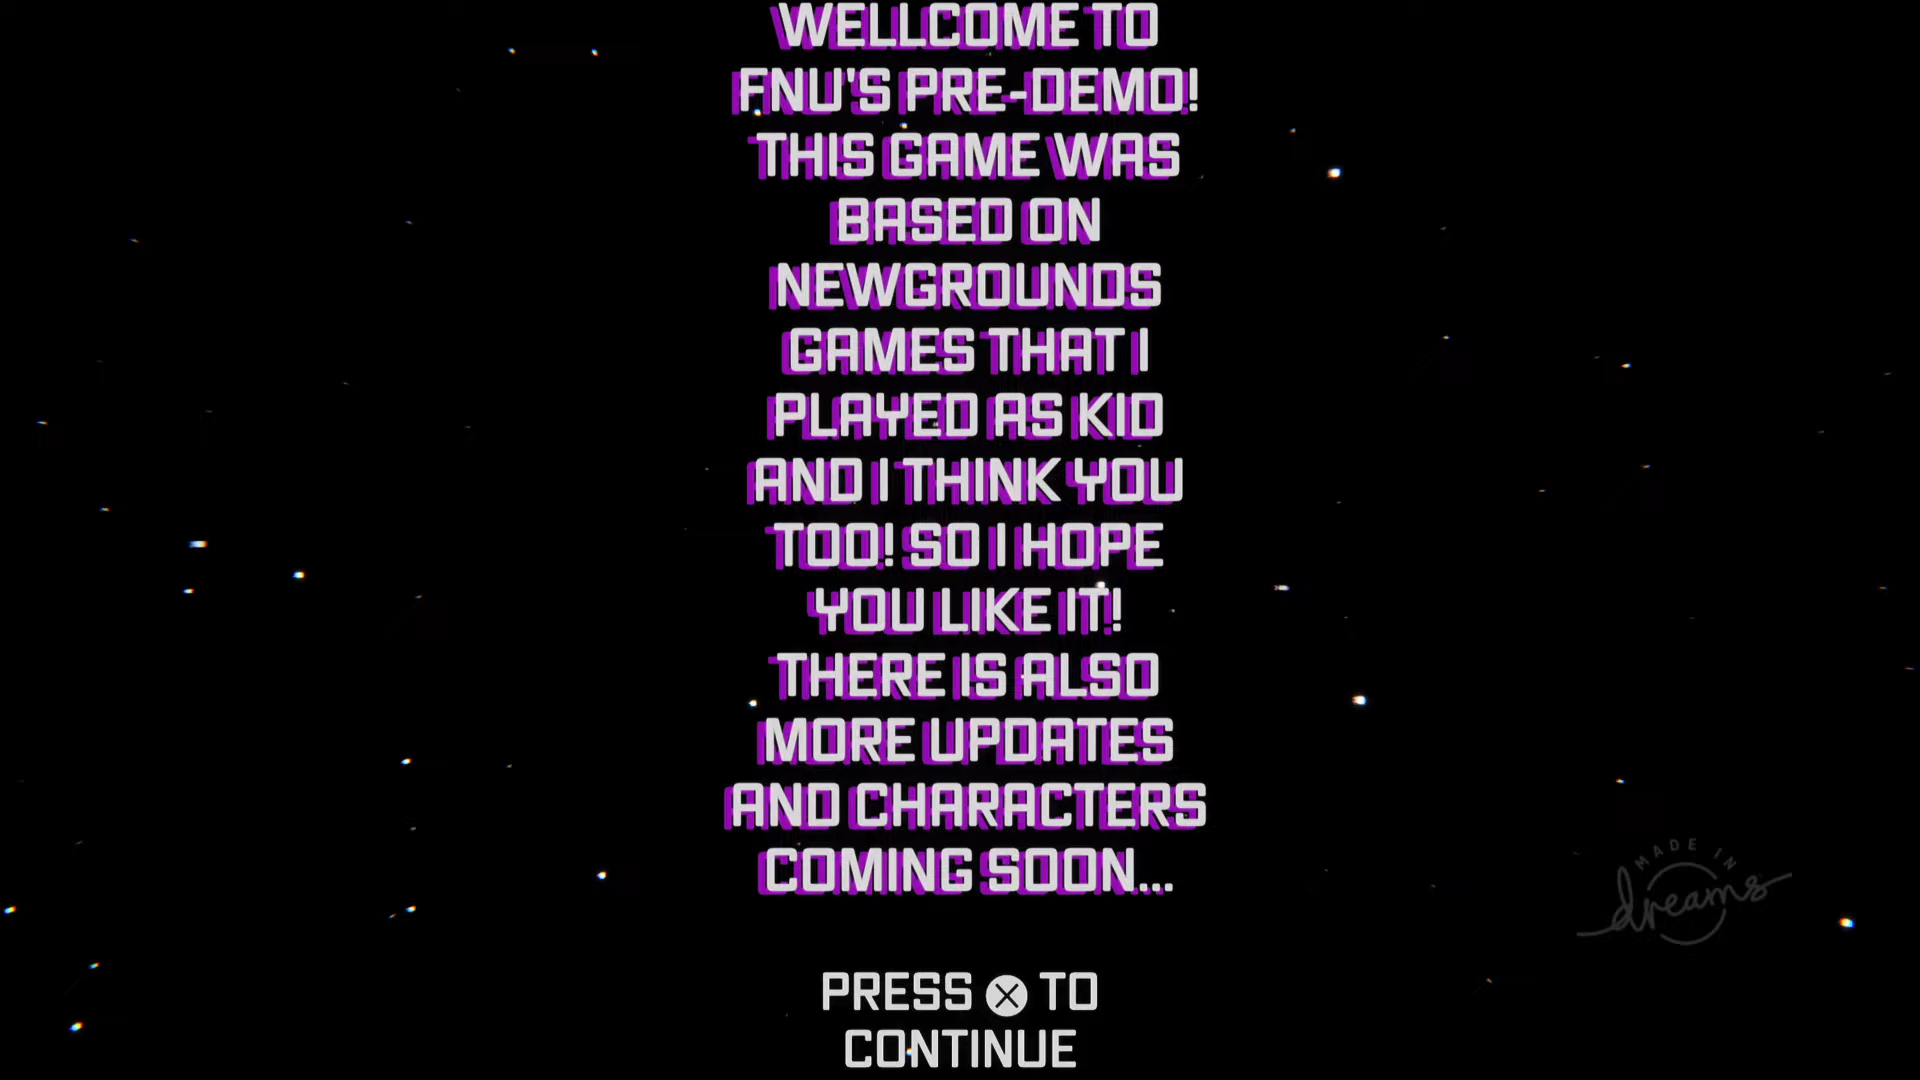 WELLCOME TO
FNU'S PRE-DEMO!
THIS GAME WAS
BASED ON
NEWGROUNDS
GAMES THAT I
PLAYED AS KID
AND I THINK YOU
TOO! SO I HOPE
YOU LIKE IT!
THERE IS ALSO
MORE UPDATES
AND CHARACTERS
COMING SOON...
MADE IN
dreams
PRESS ⓧ TO
CONTINUE